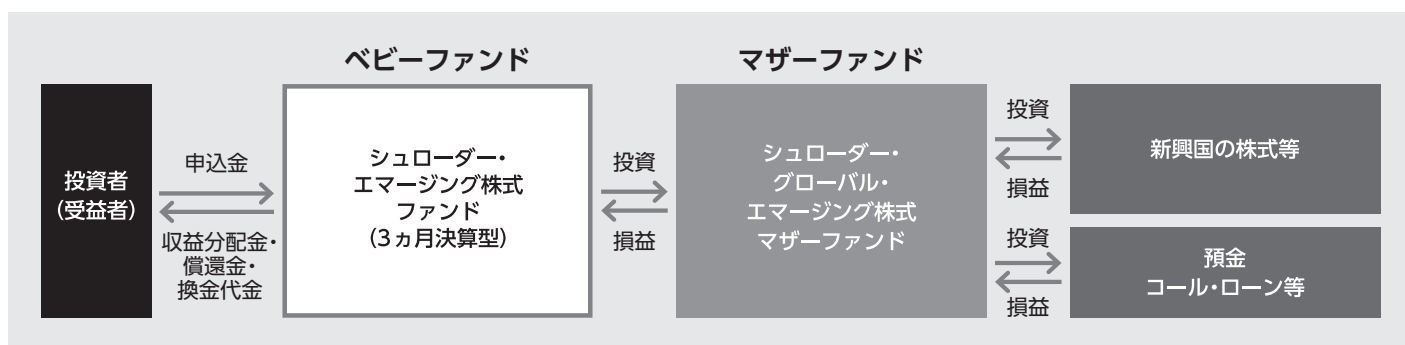 ベビーファンド
マザーファンド
投資者
（受益者）
申込金
収益分配金・
償還金・
換金代金
シュローダー・
エマージング株式
ファンド
（3ヵ月決算型）
投資
損益
シュローダー・
グローバル・
エマージング株式
マザーファンド
投資
損益
新興国の株式等
投資
損益
預金
コール・ローン等